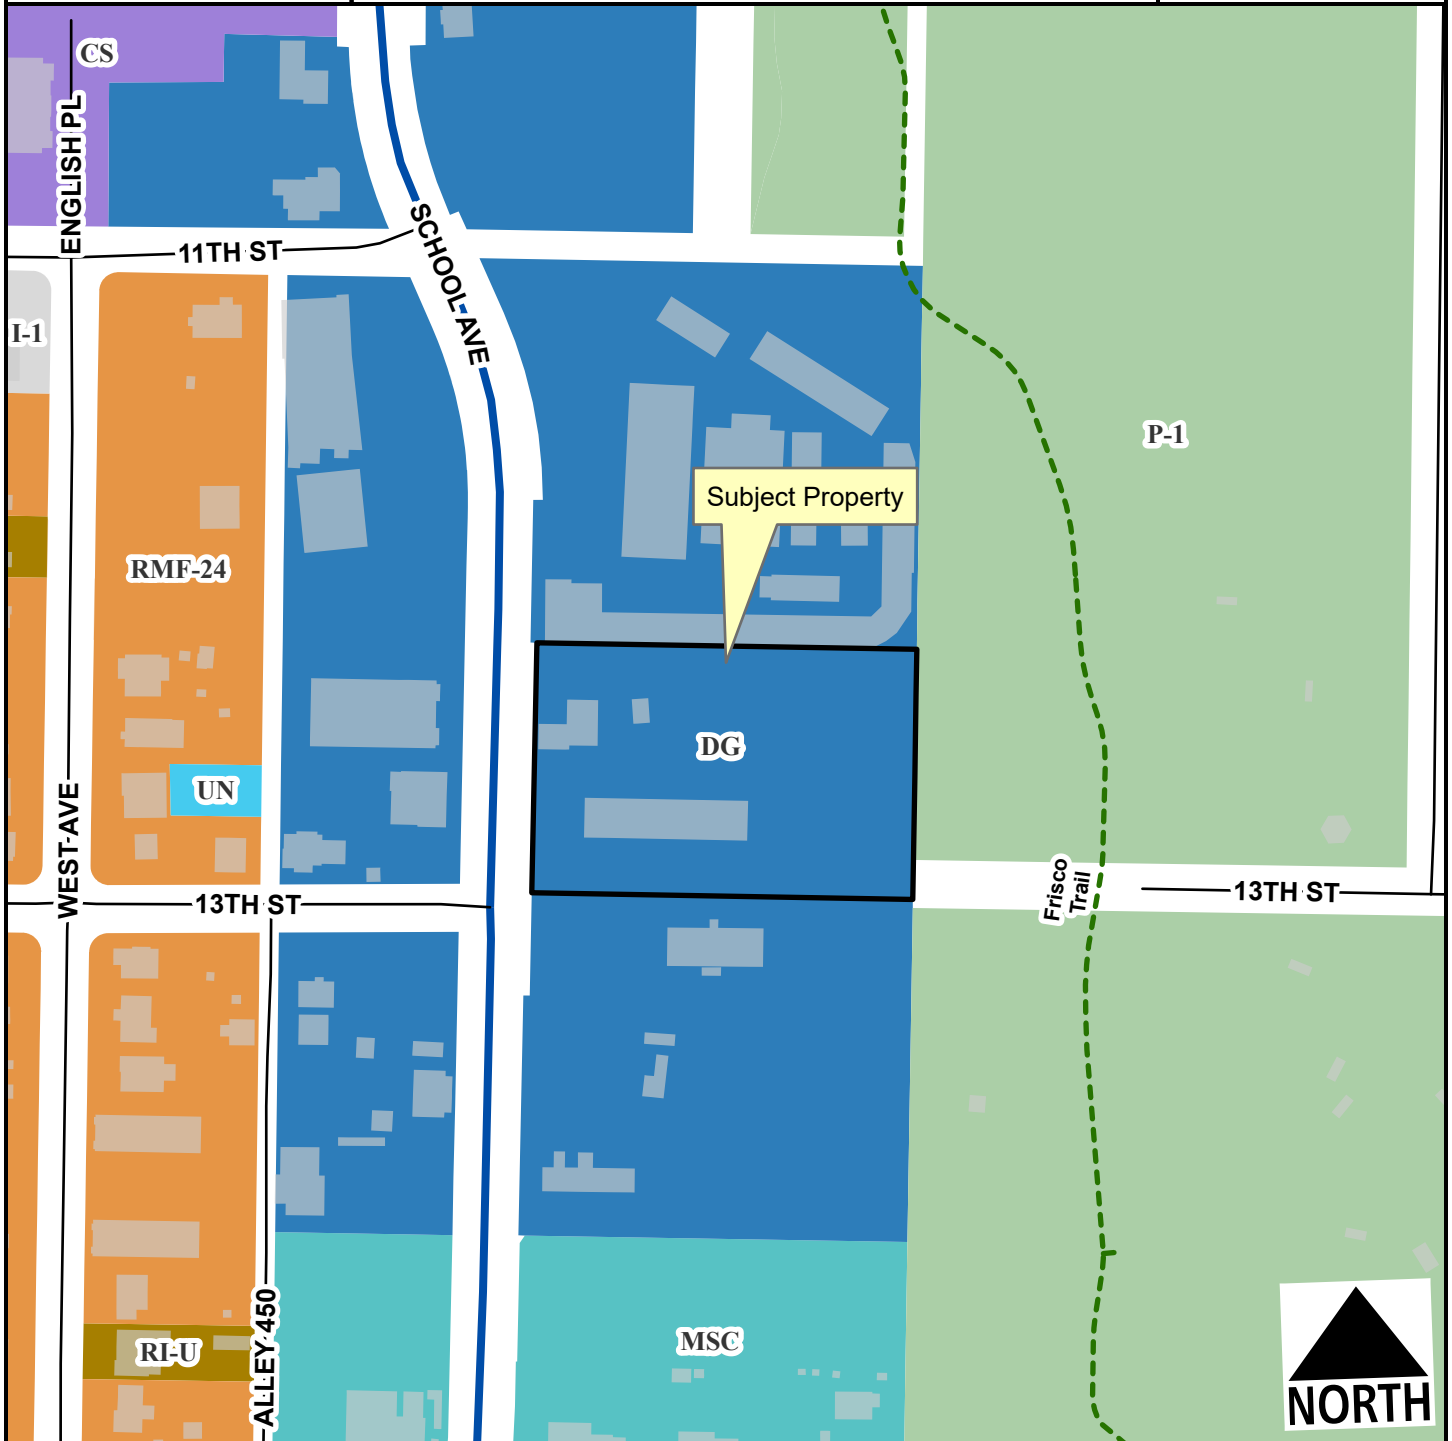 CS
ENGLISH PL
11TH ST
SCHOOL AVE
I-1
P-1
Subject Property
RMF-24
DG
UN
WEST AVE
13TH ST
Frisco
Trail
13TH ST
ALLEY 450
RI-U
MSC
NORTH